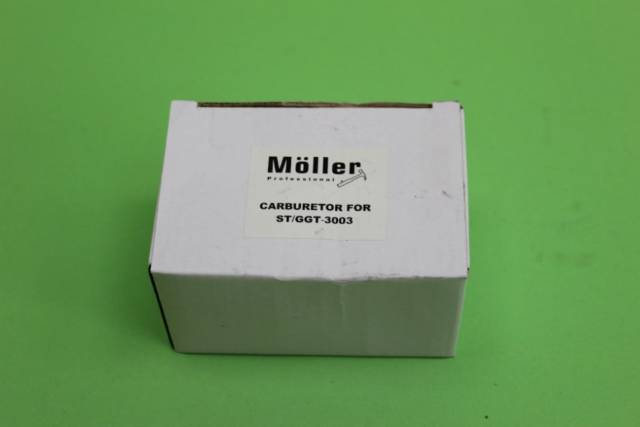 Möller
Professional
CARBURETOR FOR
ST/GGT-3003